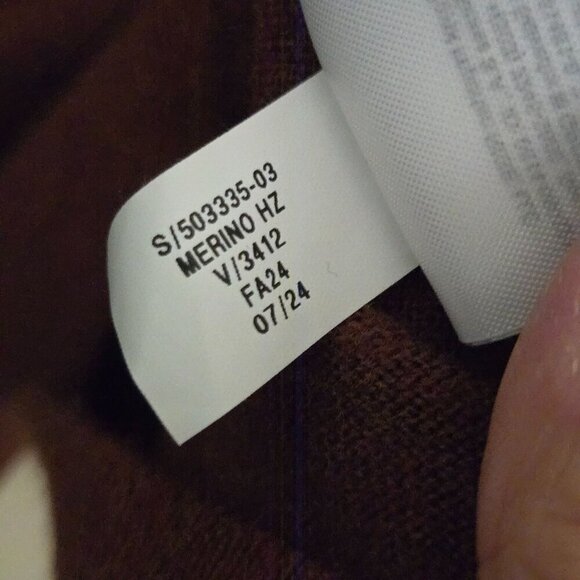 S/503335-03
MERINO HZ
V/3412
FA24
07/24